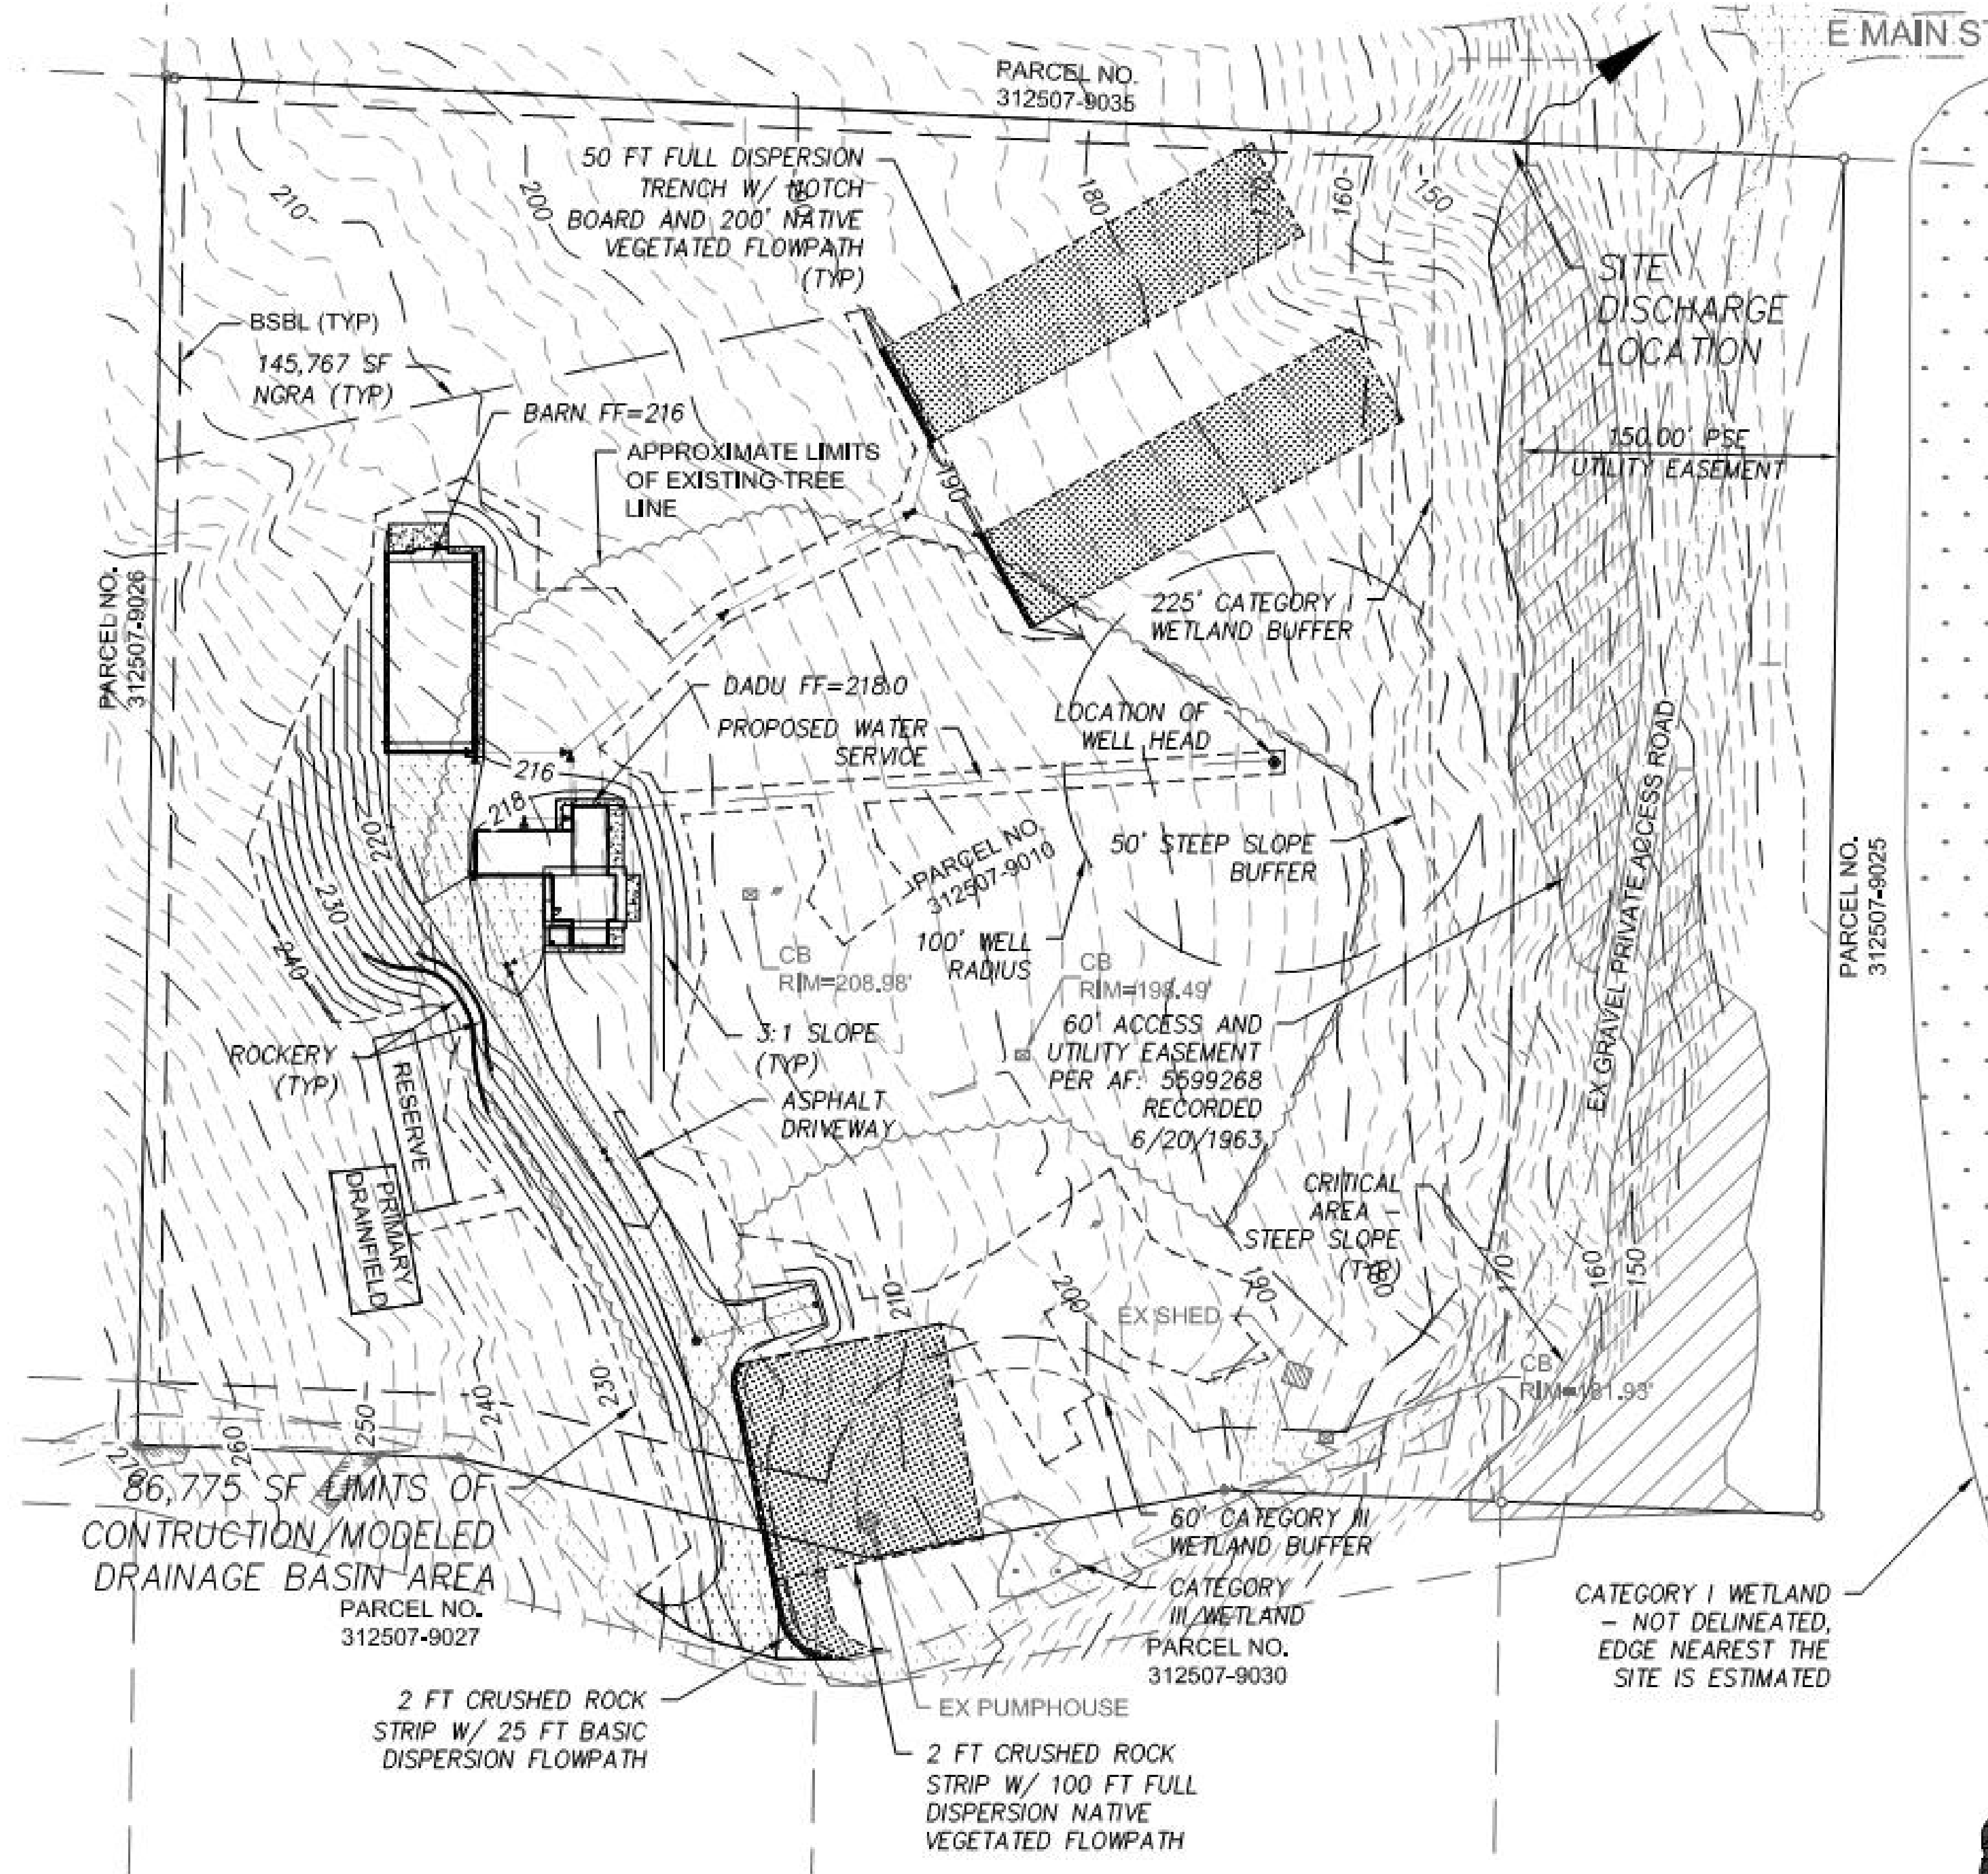 E MAIN S
PARCEL NO.
312507-9035
50 FT FULL DISPERSION
TRENCH W/ NOTCH
BOARD AND 200' NATIVE
VEGETATED FLOWPATH
(TYP)
210
200
180
160
150
SITE
DISCHARGE
LOCATION
BSBL (TYP)
145,767 SF
NGRA (TYP)
BARN FF=216
APPROXIMATE LIMITS
OF EXISTING TREE
LINE
190
150.00' PSE
UTILITY EASEMENT
PARCEL NO.
312507-9026
225' CATEGORY I
WETLAND BUFFER
DADU FF=218.0
PROPOSED WATER
SERVICE
LOCATION OF
WELL HEAD
216
218
220
230
240
PARCEL NO.
312507-9010
50' STEEP SLOPE
BUFFER
100' WELL
RADIUS
EX GRAVEL PRIVATE ACCESS ROAD
PARCEL NO.
312507-9025
CB
RIM=208.98'
CB
RIM=198.49'
60' ACCESS AND
UTILITY EASEMENT
PER AF: 5599268
RECORDED
6/20/1963
3:1 SLOPE
(TYP)
ROCKERY
(TYP)
RESERVE
ASPHALT
DRIVEWAY
PRIMARY
DRAINFIELD
CRITICAL
AREA -
STEEP SLOPE
(TYP)
210
200
190
170
160
150
EX SHED
CB
RIM=181.93'
260
250
240
230
86,775 SF LIMITS OF
CONTRUCTION/MODELED
DRAINAGE BASIN AREA
PARCEL NO.
312507-9027
60' CATEGORY III
WETLAND BUFFER
CATEGORY
III WETLAND
PARCEL NO.
312507-9030
CATEGORY I WETLAND
- NOT DELINEATED,
EDGE NEAREST THE
SITE IS ESTIMATED
2 FT CRUSHED ROCK
STRIP W/ 25 FT BASIC
DISPERSION FLOWPATH
EX PUMPHOUSE
2 FT CRUSHED ROCK
STRIP W/ 100 FT FULL
DISPERSION NATIVE
VEGETATED FLOWPATH